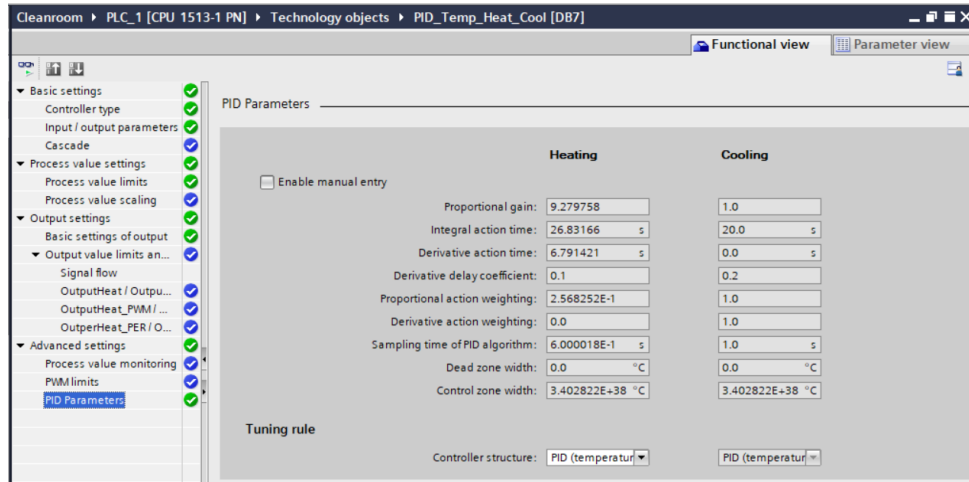 Cleanroom ▸ PLC_1 [CPU 1513-1 PN] ▸ Technology objects ▸ PID_Temp_Heat_Cool [DB7]
Functional view Parameter view
Basic settings
Controller type
Input / output parameters
Cascade
Process value settings
Process value limits
Process value scaling
Output settings
Basic settings of output
Output value limits an...
Signal flow
OutputHeat / Outpu...
OutputHeat_PWM / ...
OutperHeat_PER / O...
Advanced settings
Process value monitoring
PWM limits
PID Parameters
PID Parameters
Heating Cooling
Enable manual entry
Proportional gain: 9.279758 1.0
Integral action time: 26.83166 s 20.0 s
Derivative action time: 6.791421 s 0.0 s
Derivative delay coefficient: 0.1 0.2
Proportional action weighting: 2.568252E-1 1.0
Derivative action weighting: 0.0 1.0
Sampling time of PID algorithm: 6.000018E-1 s 1.0 s
Dead zone width: 0.0 °C 0.0 °C
Control zone width: 3.402822E+38 °C 3.402822E+38 °C
Tuning rule
Controller structure: PID (temperatur PID (temperatur